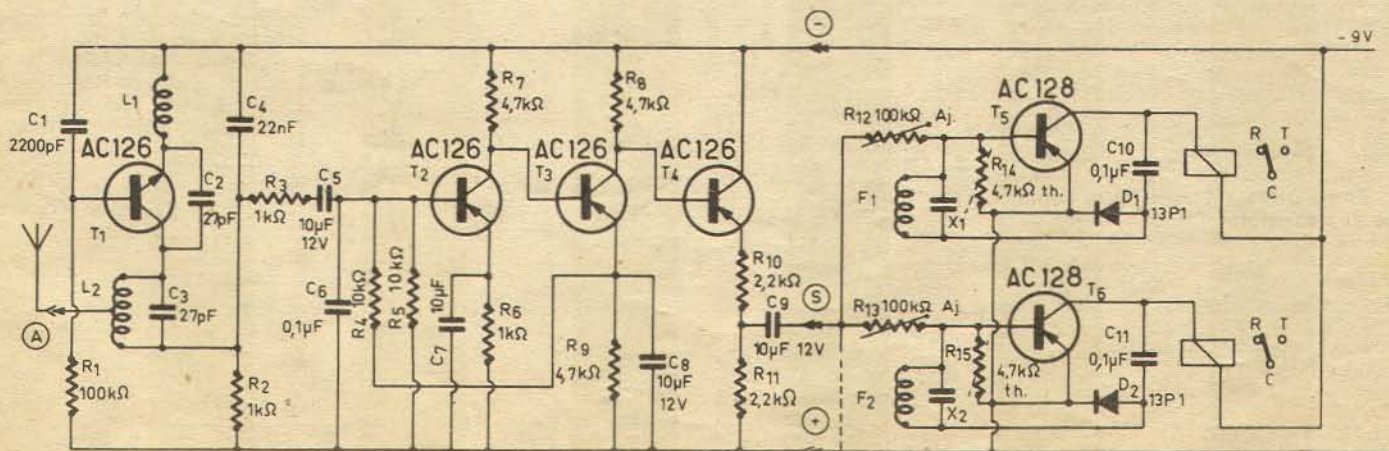 −
- 9V
C1
2200pF
L1
AC126
T1
C2
27pF
C4
22nF
R3
1kΩ
C5
10µF
12V
L2
C3
27pF
A
R1
100kΩ
R2
1kΩ
C6
0,1µF
R4 10kΩ
R5 10kΩ
AC126
T2
R7
4,7kΩ
C7 10µF
R6
1kΩ
R8
4,7kΩ
AC126
T3
R9
4,7kΩ
C8
10µF
12V
AC126
T4
R10
2,2kΩ
C9
10µF 12V
S
R11
2,2kΩ
+
R12 100kΩ Aj.
AC128
T5
F1
X1
R14
4,7kΩ th.
D1
13P1
C10
0,1µF
R T
C
R13 100kΩ Aj.
AC128
T6
F2
X2
R15
4,7kΩ
th.
D2
13P1
C11
0,1µF
R T
C